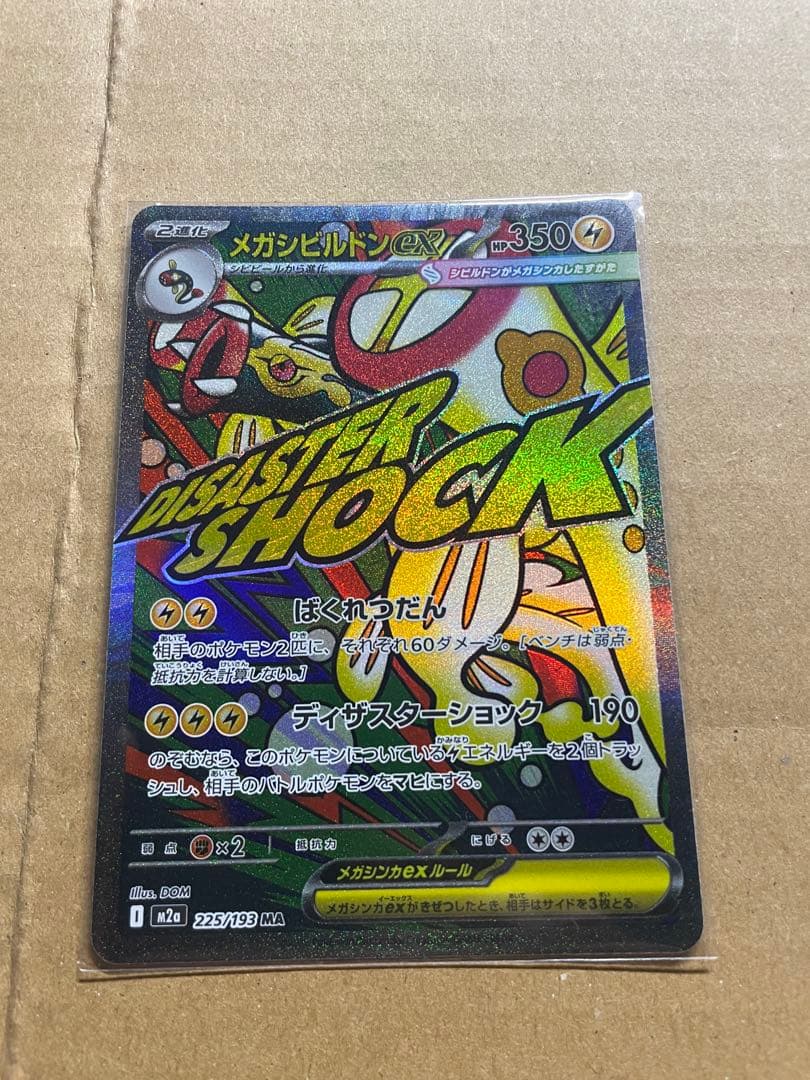 2進化
メガシビルドンex
HP350
シビビールから進化
シビルドンがメガシンカしたすがた
DISASTER
SHOCK
ばくれつだん
相手のポケモン2匹に、それぞれ60ダメージ。[ベンチは弱点・
抵抗力を計算しない。]
ディザスターショック 190
のぞむなら、このポケモンについているエネルギーを2個トラッ
シュし、相手のバトルポケモンをマヒにする。
弱点 ×2 抵抗力 にげる
メガシンカexルール
メガシンカexがきぜつしたとき、相手はサイドを3枚とる。
Illus. DOM
I M2a 225/193 MA